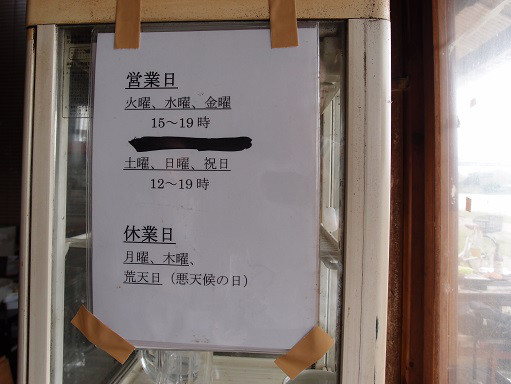 営業日
火曜、水曜、金曜
15～19時
土曜、日曜、祝日
12～19時
休業日
月曜、木曜、
荒天日（悪天候の日）